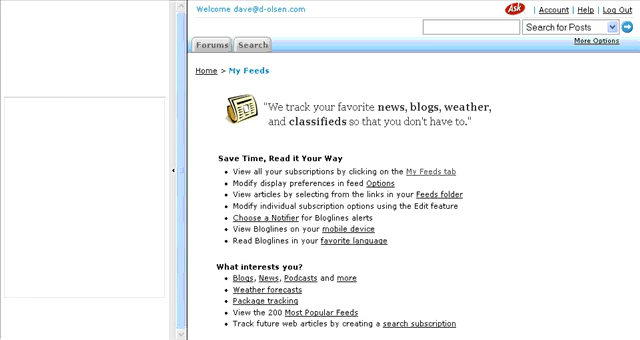 Welcome dave@d-olsen.com
Ask | Account | Help | Log Out
Search for Posts
More Options
Forums Search
Home > My Feeds
"We track your favorite news, blogs, weather,
and classifieds so that you don't have to."
Save Time, Read it Your Way
• View all your subscriptions by clicking on the My Feeds tab
• Modify display preferences in feed Options
• View articles by selecting from the links in your Feeds folder
• Modify individual subscription options using the Edit feature
• Choose a Notifier for Bloglines alerts
• View Bloglines on your mobile device
• Read Bloglines in your favorite language
What interests you?
• Blogs, News, Podcasts and more
• Weather forecasts
• Package tracking
• View the 200 Most Popular Feeds
• Track future web articles by creating a search subscription